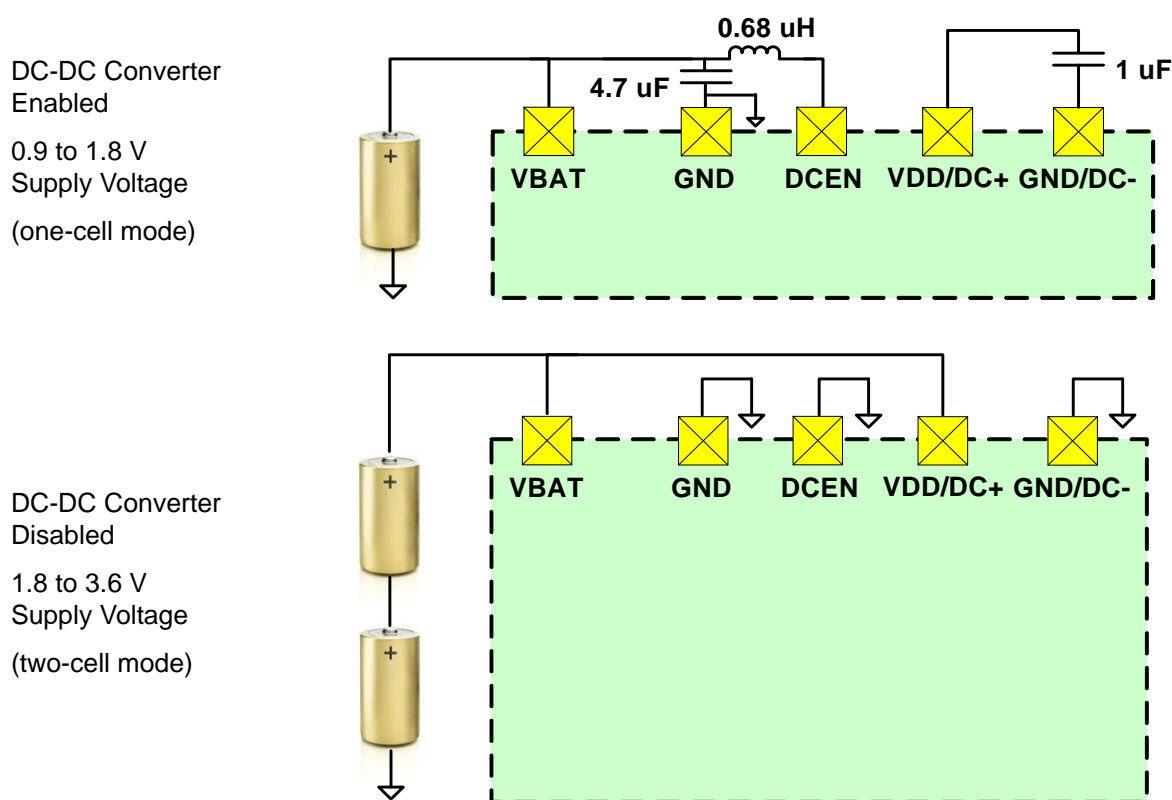 0.68 uH
DC-DC Converter
Enabled
4.7 uF
1 uF
0.9 to 1.8 V
Supply Voltage
(one-cell mode)
+
VBAT GND DCEN VDD/DC+ GND/DC-
DC-DC Converter
Disabled
1.8 to 3.6 V
Supply Voltage
(two-cell mode)
+
+
VBAT GND DCEN VDD/DC+ GND/DC-